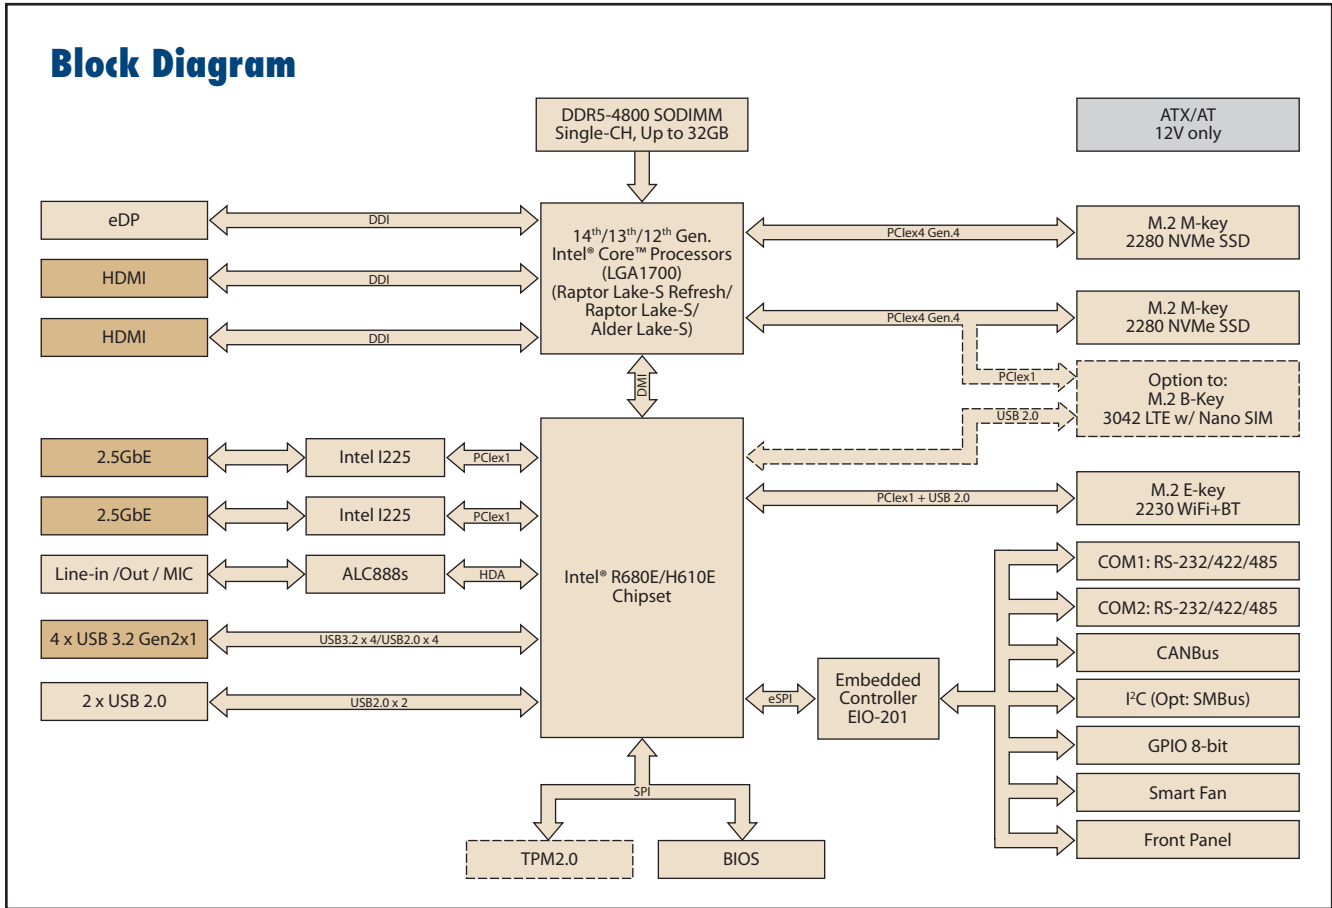 Block Diagram
DDR5-4800 SODIMM
Single-CH, Up to 32GB
ATX/AT
12V only
eDP
DDI
HDMI
DDI
HDMI
DDI
14th/13th/12th Gen.
Intel® Core™ Processors
(LGA1700)
(Raptor Lake-S Refresh/
Raptor Lake-S/
Alder Lake-S)
PCIex4 Gen.4
M.2 M-key
2280 NVMe SSD
PCIex4 Gen.4
M.2 M-key
2280 NVMe SSD
PCIex1
USB 2.0
Option to:
M.2 B-Key
3042 LTE w/ Nano SIM
DMI
2.5GbE
Intel I225
PCIex1
2.5GbE
Intel I225
PCIex1
Line-in /Out / MIC
ALC888s
HDA
4 x USB 3.2 Gen2x1
USB3.2 x 4/USB2.0 x 4
2 x USB 2.0
USB2.0 x 2
Intel® R680E/H610E
Chipset
PCIex1 + USB 2.0
M.2 E-key
2230 WiFi+BT
eSPI
Embedded
Controller
EIO-201
COM1: RS-232/422/485
COM2: RS-232/422/485
CANBus
I²C (Opt: SMBus)
GPIO 8-bit
Smart Fan
Front Panel
SPI
TPM2.0
BIOS